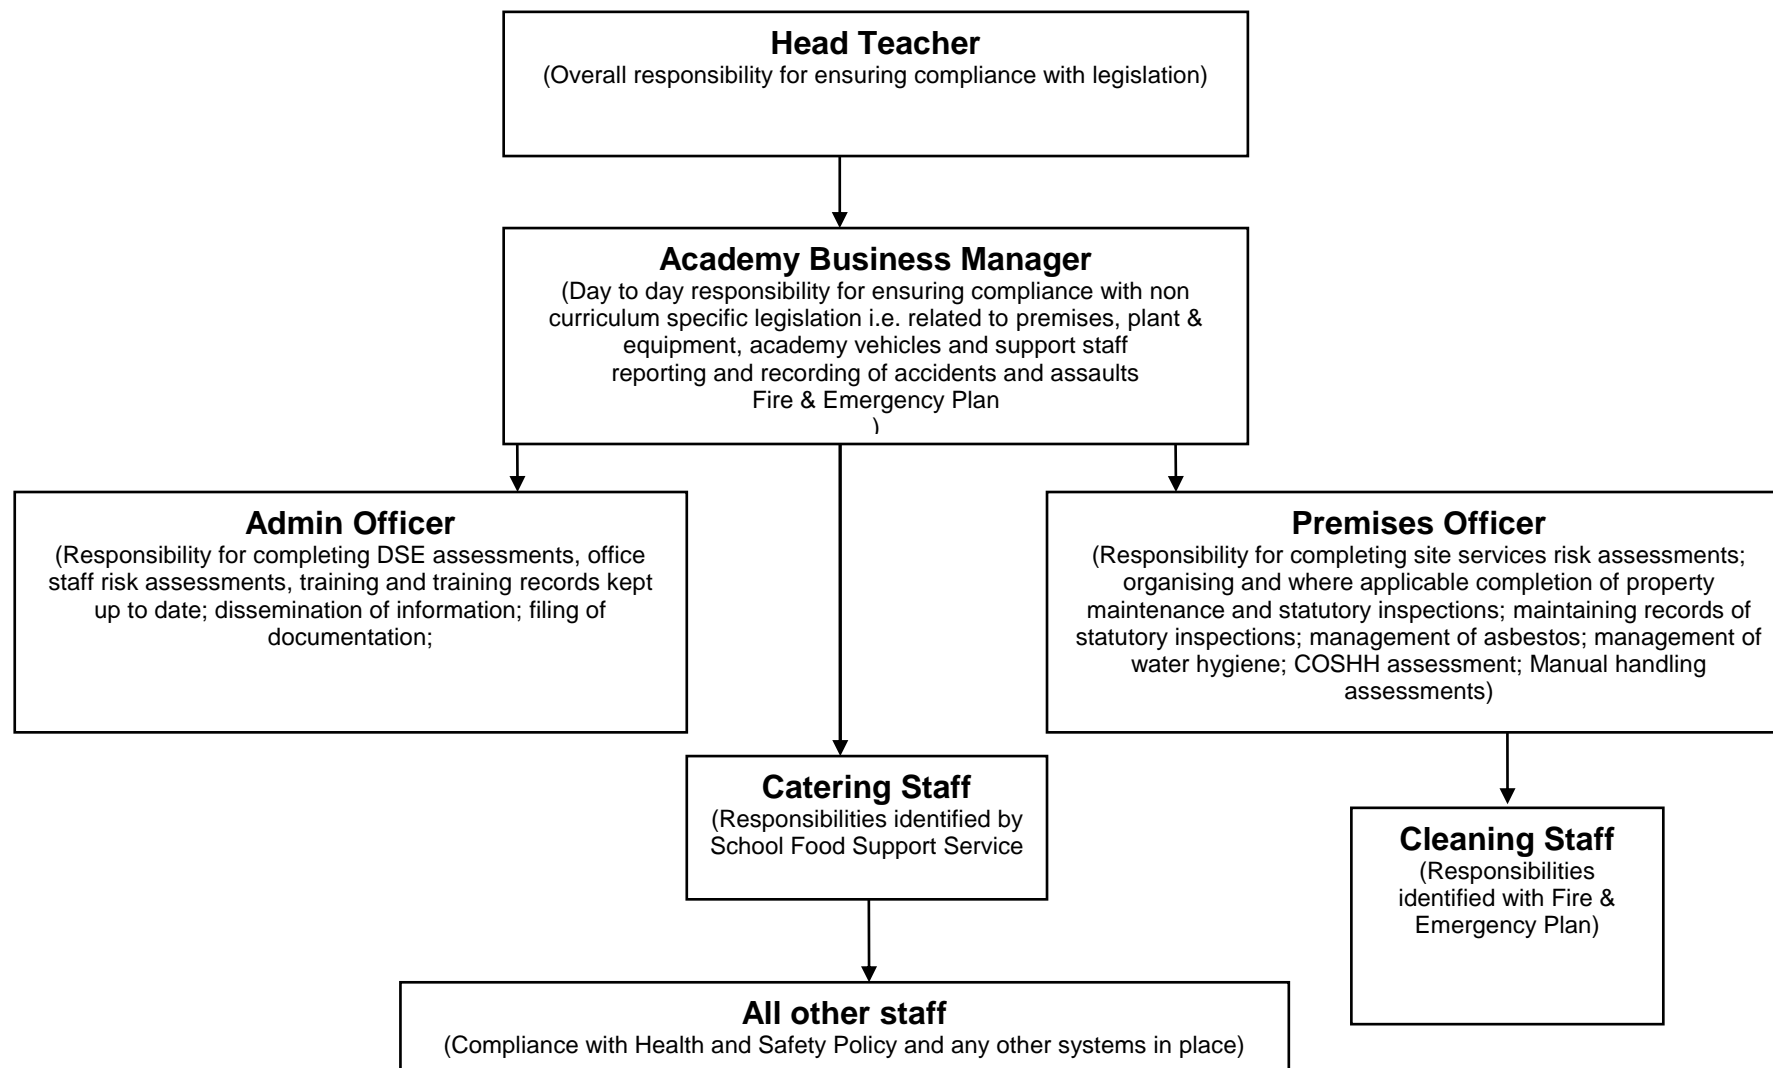 Head Teacher
(Overall responsibility for ensuring compliance with legislation)
Academy Business Manager
(Day to day responsibility for ensuring compliance with non
curriculum specific legislation i.e. related to premises, plant &
equipment, academy vehicles and support staff
reporting and recording of accidents and assaults
Fire & Emergency Plan
)
Admin Officer
(Responsibility for completing DSE assessments, office
staff risk assessments, training and training records kept
up to date; dissemination of information; filing of
documentation;
Premises Officer
(Responsibility for completing site services risk assessments;
organising and where applicable completion of property
maintenance and statutory inspections; maintaining records of
statutory inspections; management of asbestos; management of
water hygiene; COSHH assessment; Manual handling
assessments)
Catering Staff
(Responsibilities identified by
School Food Support Service
Cleaning Staff
(Responsibilities
identified with Fire &
Emergency Plan)
All other staff
(Compliance with Health and Safety Policy and any other systems in place)